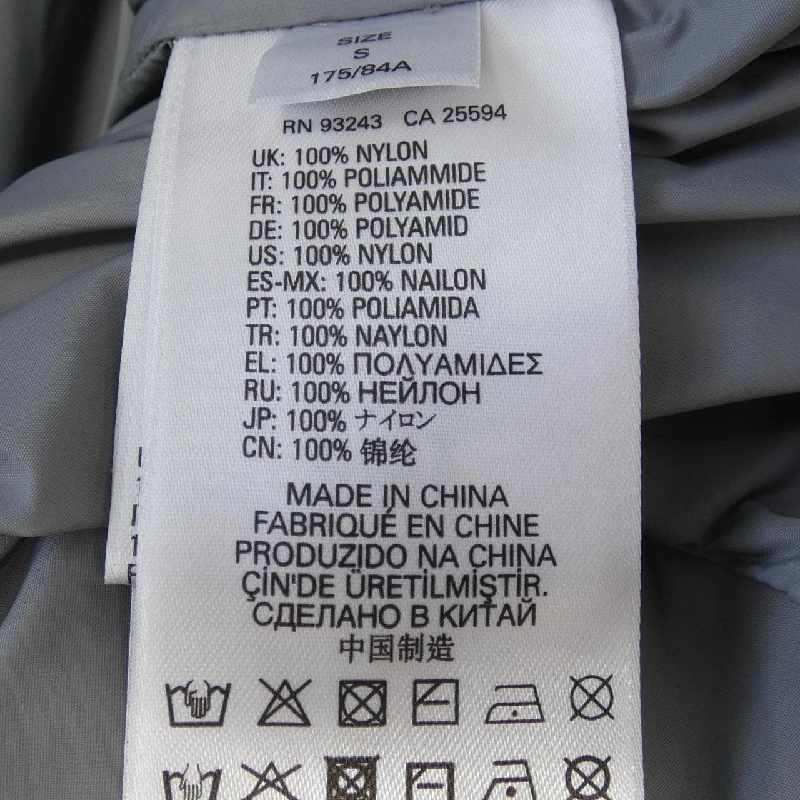 SIZE
S
175/84A
RN 93243 CA 25594
UK: 100% NYLON
IT: 100% POLIAMMIDE
FR: 100% POLYAMIDE
DE: 100% POLYAMID
US: 100% NYLON
ES-MX: 100% NAILON
PT: 100% POLIAMIDA
TR: 100% NAYLON
EL: 100% ΠΟΛΥΑΜΙΔΕΣ
RU: 100% НЕЙЛОН
JP: 100% ナイロン
CN: 100% 锦纶
MADE IN CHINA
FABRIQUÉ EN CHINE
PRODUZIDO NA CHINA
ÇİN'DE ÜRETİLMİŞTİR.
СДЕЛАНО В КИТАЙ
中国制造